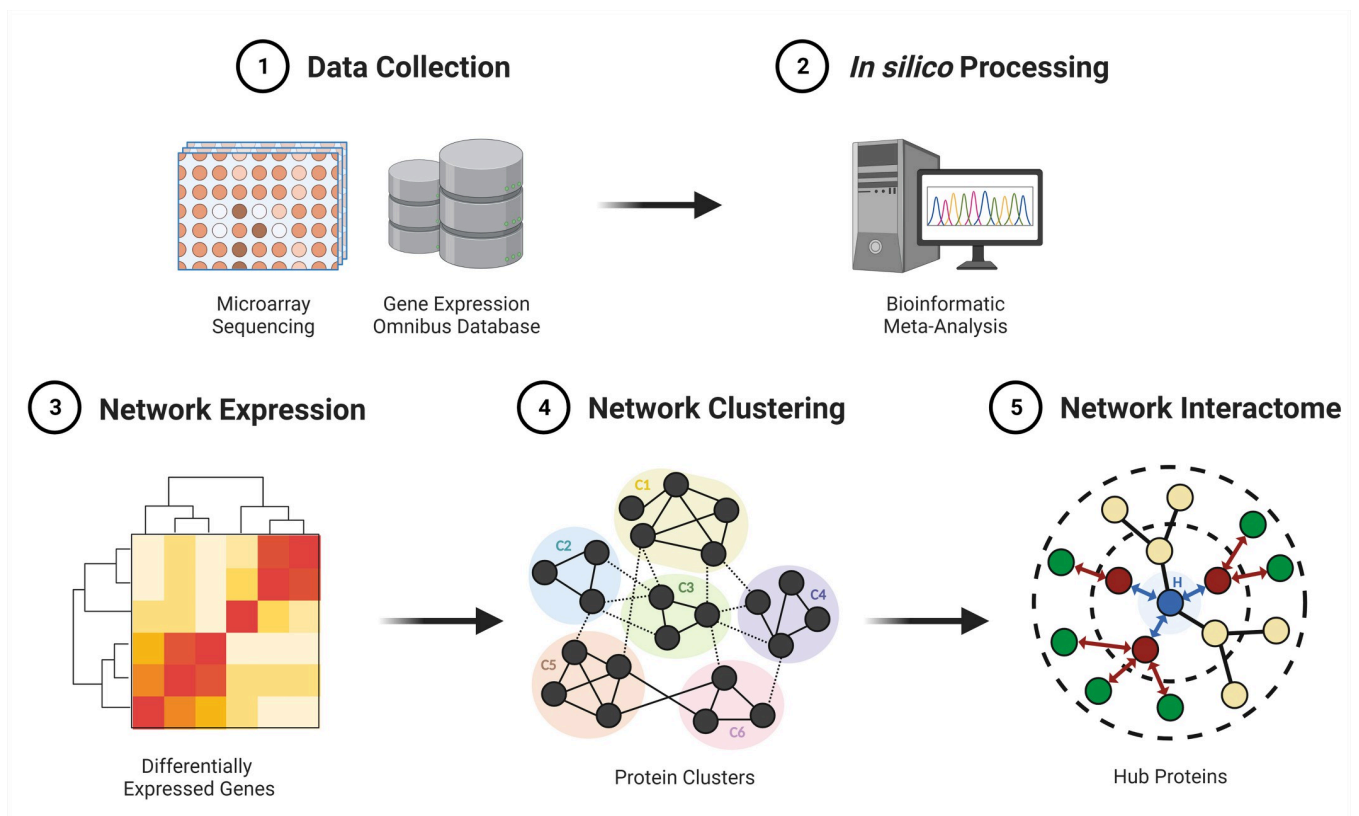 1 Data Collection
2 In silico Processing
Microarray
Sequencing
Gene Expression
Omnibus Database
Bioinformatic
Meta-Analysis
3 Network Expression
4 Network Clustering
5 Network Interactome
C1
C2
C3
C4
C5
C6
H
Differentially
Expressed Genes
Protein Clusters
Hub Proteins